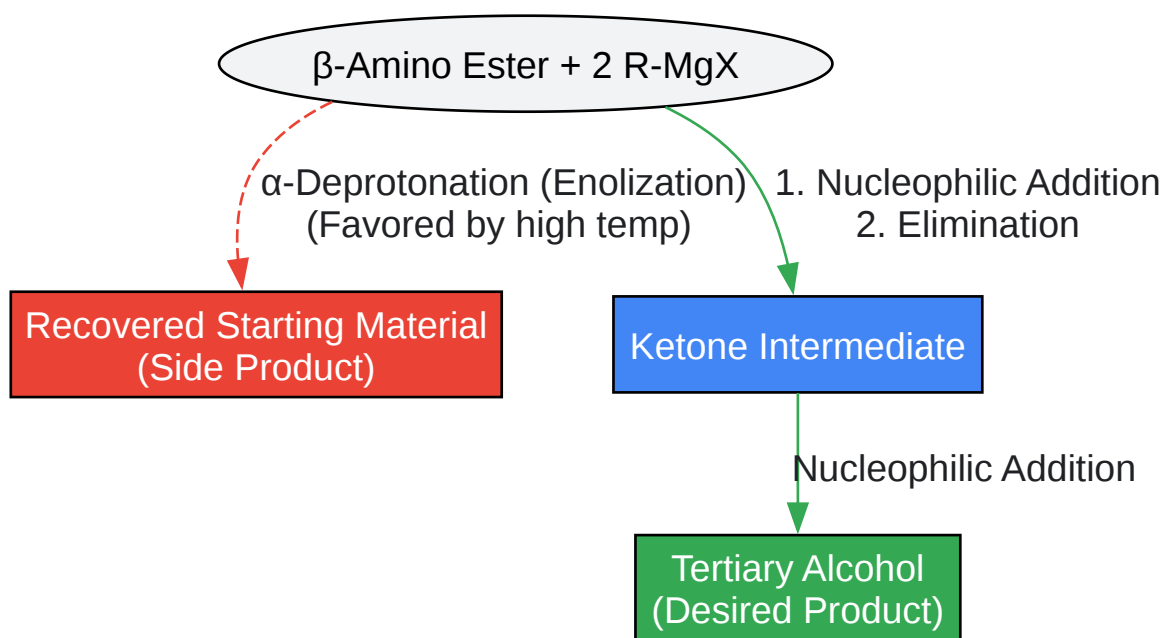 β-Amino Ester + 2 R-MgX
α-Deprotonation (Enolization)
(Favored by high temp)
1. Nucleophilic Addition
2. Elimination
Recovered Starting Material
(Side Product)
Ketone Intermediate
Nucleophilic Addition
Tertiary Alcohol
(Desired Product)